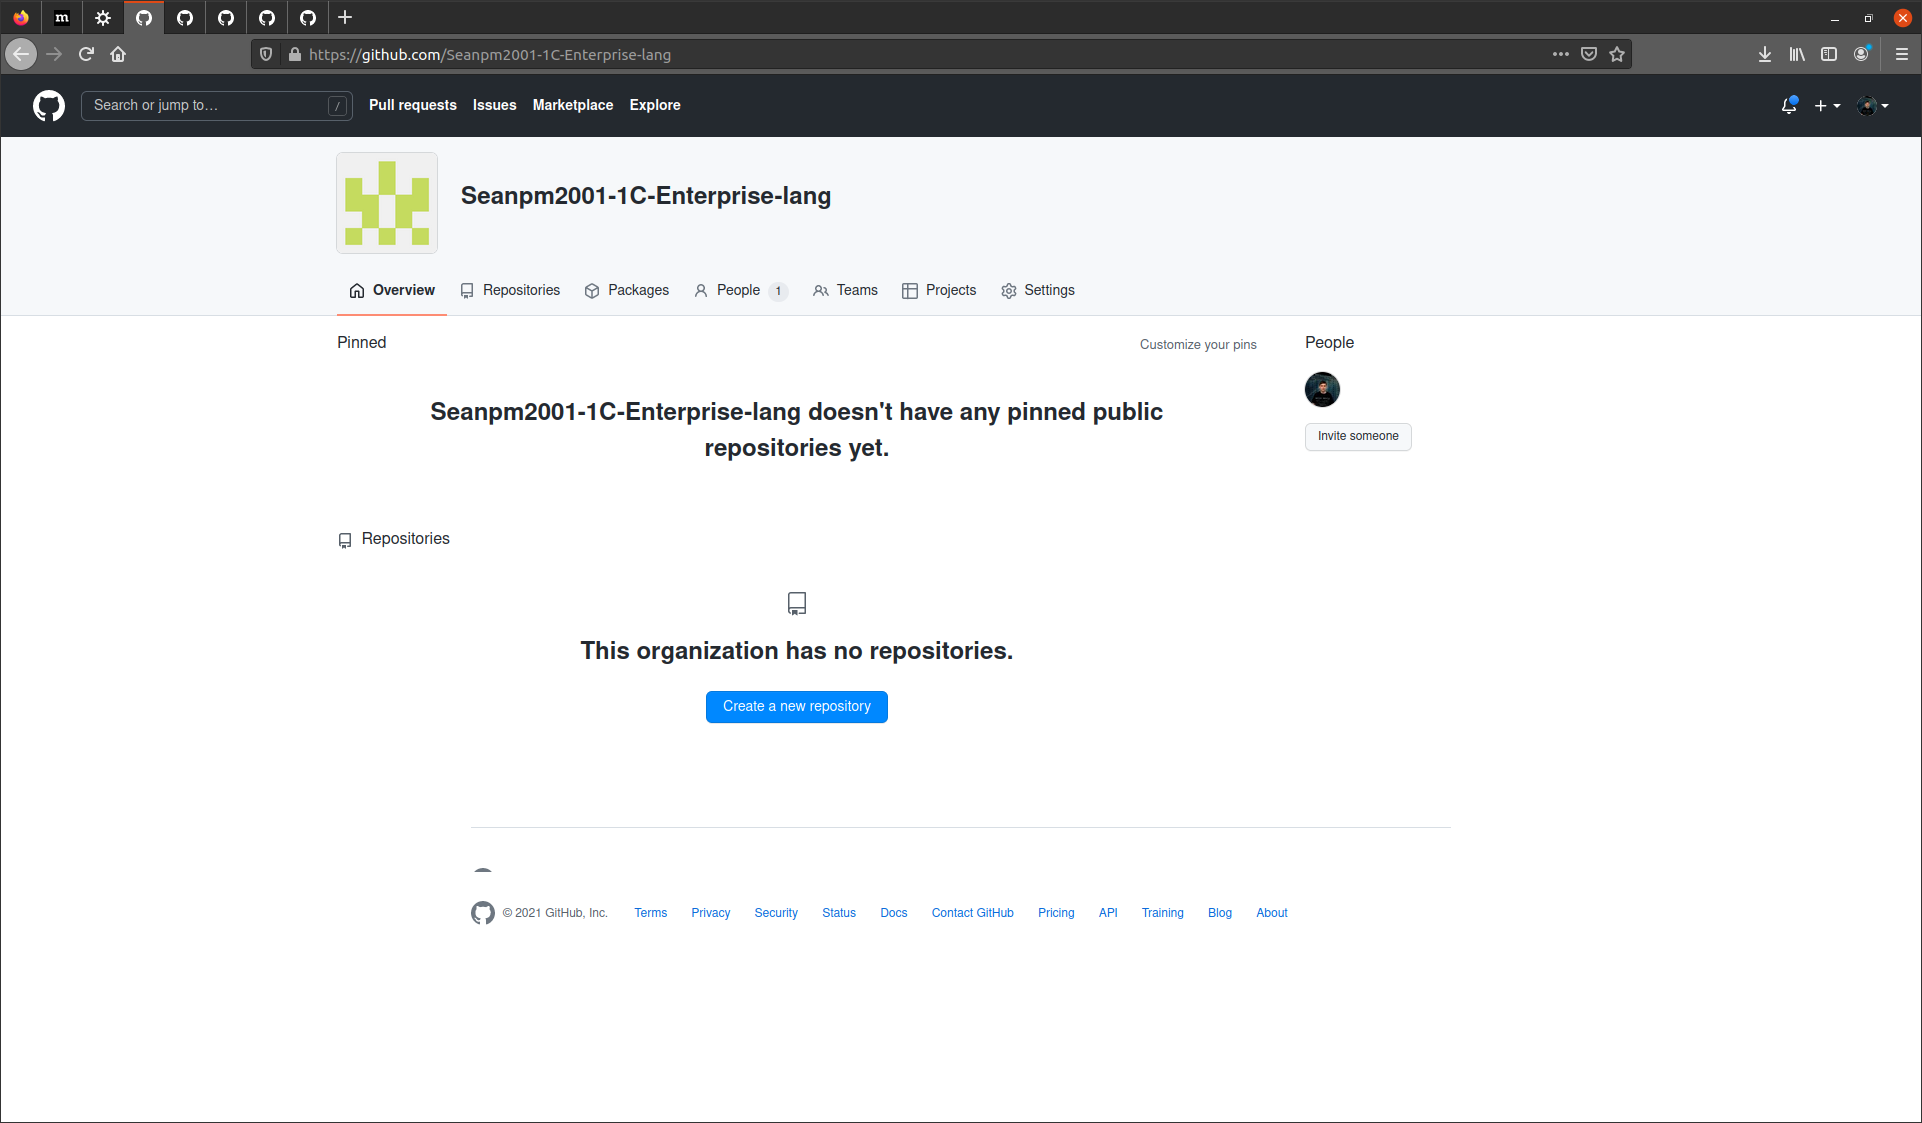 m
https://github.com/Seanpm2001-1C-Enterprise-lang
Search or jump to…
/
Pull requests
Issues
Marketplace
Explore
Seanpm2001-1C-Enterprise-lang
Overview
Repositories
Packages
People 1
Teams
Projects
Settings
Pinned
Customize your pins
Seanpm2001-1C-Enterprise-lang doesn't have any pinned public
repositories yet.
People
Invite someone
Repositories
This organization has no repositories.
Create a new repository
© 2021 GitHub, Inc.
Terms
Privacy
Security
Status
Docs
Contact GitHub
Pricing
API
Training
Blog
About